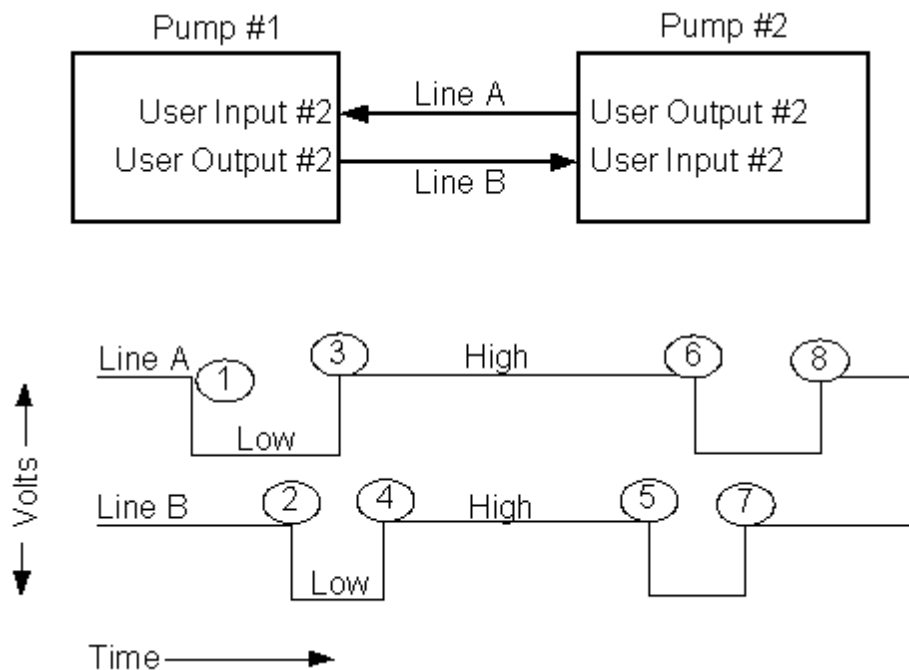 Pump #1
Pump #2
User Input #2
Line A
User Output #2
User Output #2
Line B
User Input #2
Line A
1
3
High
6
8
Low
Volts
Line B
2
4
High
5
7
Low
Time